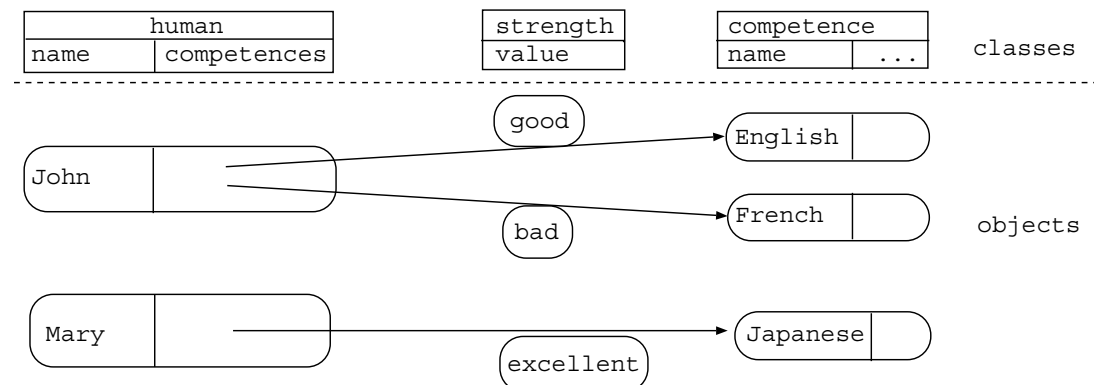 human
name competences
strength
value
competence
name ...
classes
good
John
English
bad
French
objects
Mary
Japanese
excellent